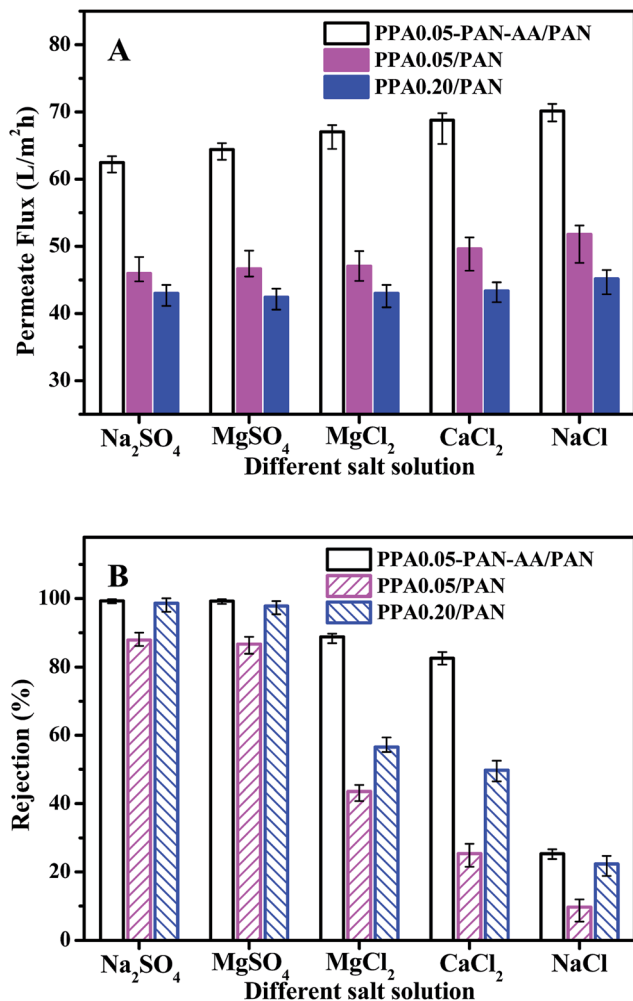 A
PPA0.05-PAN-AA/PAN
PPA0.05/PAN
PPA0.20/PAN
Permeate Flux (L/m²h)
80
70
60
50
40
30
Na₂SO₄ MgSO₄ MgCl₂ CaCl₂ NaCl
Different salt solution
B
PPA0.05-PAN-AA/PAN
PPA0.05/PAN
PPA0.20/PAN
Rejection (%)
100
80
60
40
20
0
Na₂SO₄ MgSO₄ MgCl₂ CaCl₂ NaCl
Different salt solution